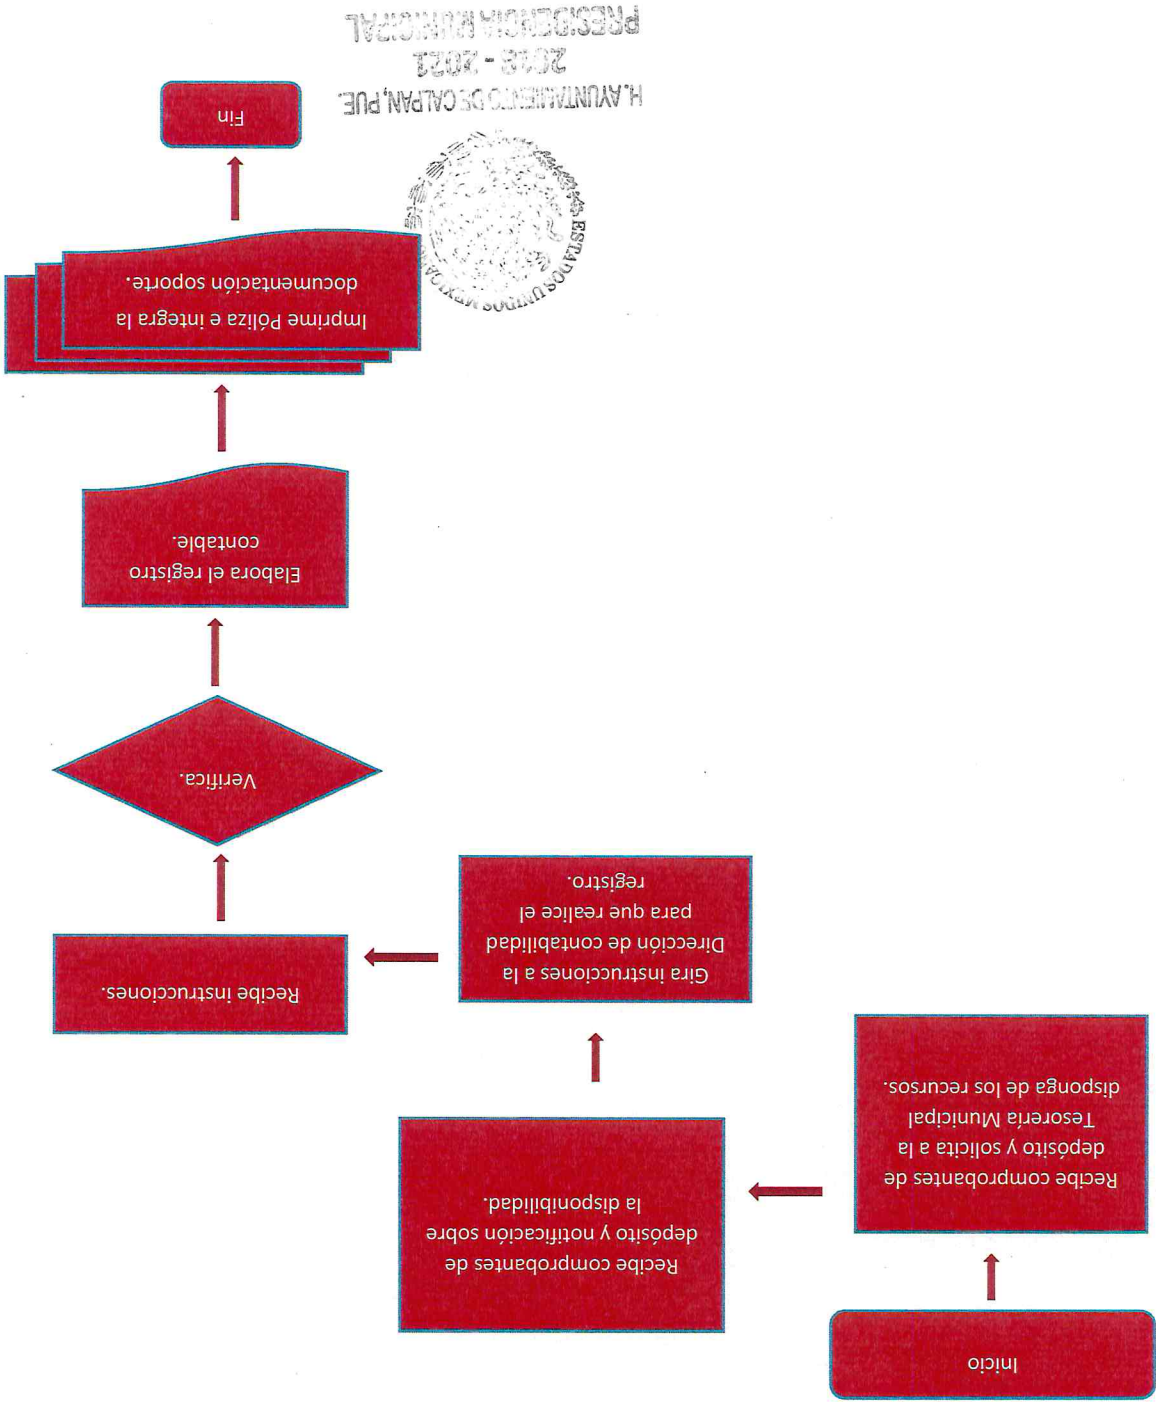 Inicio
Recibe comprobantes de
depósito y solicita a la
Tesorería Municipal
disponga de los recursos.
Recibe comprobantes de
depósito y notificación sobre
la disponibilidad.
Gira instrucciones a la
Dirección de contabilidad
para que realice el
registro.
Recibe instrucciones.
Verifica.
Elabora el registro
contable.
Imprime Póliza e integra la
documentación soporte.
Fin
ESTADOS UNIDOS
H. AYUNTAMIENTO DE CALPAN, PUE.
2018 - 2021
PRESIDENCIA MUNICIPAL